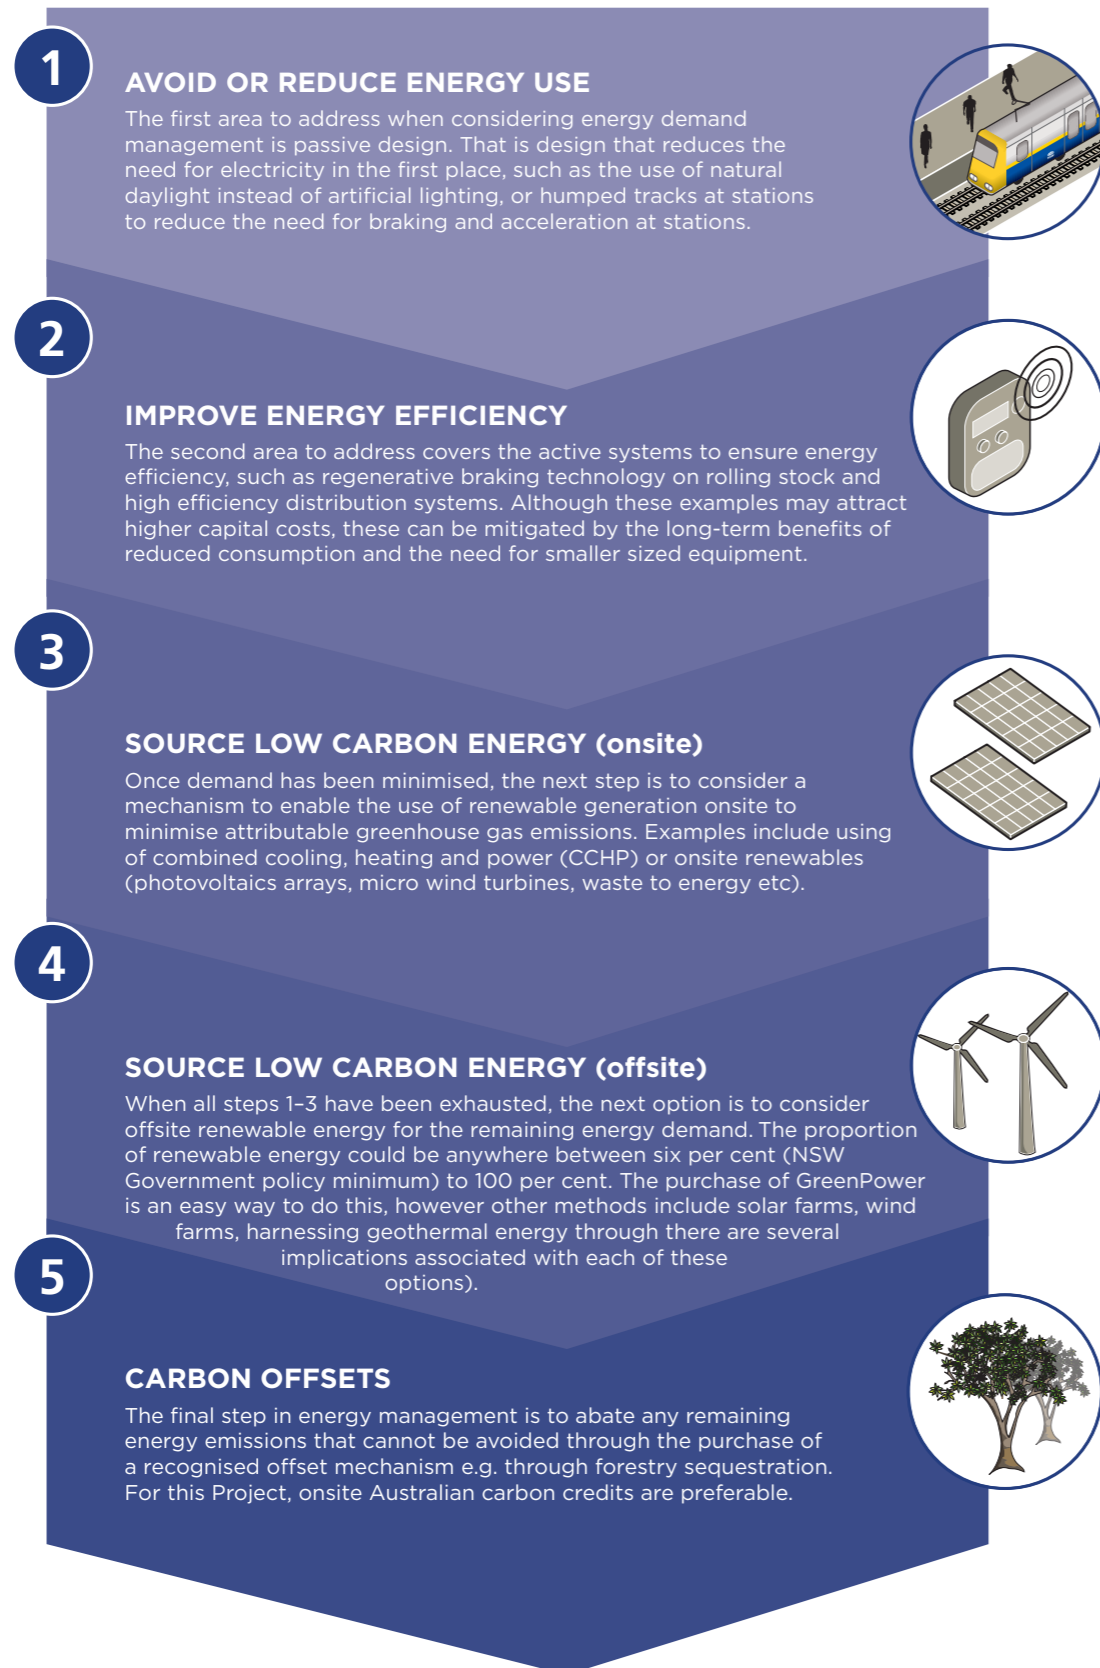 1
AVOID OR REDUCE ENERGY USE
The first area to address when considering energy demand
management is passive design. That is design that reduces the
need for electricity in the first place, such as the use of natural
daylight instead of artificial lighting, or humped tracks at stations
to reduce the need for braking and acceleration at stations.
2
IMPROVE ENERGY EFFICIENCY
The second area to address covers the active systems to ensure energy
efficiency, such as regenerative braking technology on rolling stock and
high efficiency distribution systems. Although these examples may attract
higher capital costs, these can be mitigated by the long-term benefits of
reduced consumption and the need for smaller sized equipment.
3
SOURCE LOW CARBON ENERGY (onsite)
Once demand has been minimised, the next step is to consider a
mechanism to enable the use of renewable generation onsite to
minimise attributable greenhouse gas emissions. Examples include using
of combined cooling, heating and power (CCHP) or onsite renewables
(photovoltaics arrays, micro wind turbines, waste to energy etc).
4
SOURCE LOW CARBON ENERGY (offsite)
When all steps 1–3 have been exhausted, the next option is to consider
offsite renewable energy for the remaining energy demand. The proportion
of renewable energy could be anywhere between six per cent (NSW
Government policy minimum) to 100 per cent. The purchase of GreenPower
is an easy way to do this, however other methods include solar farms, wind
farms, harnessing geothermal energy through there are several
implications associated with each of these
options).
5
CARBON OFFSETS
The final step in energy management is to abate any remaining
energy emissions that cannot be avoided through the purchase of
a recognised offset mechanism e.g. through forestry sequestration.
For this Project, onsite Australian carbon credits are preferable.